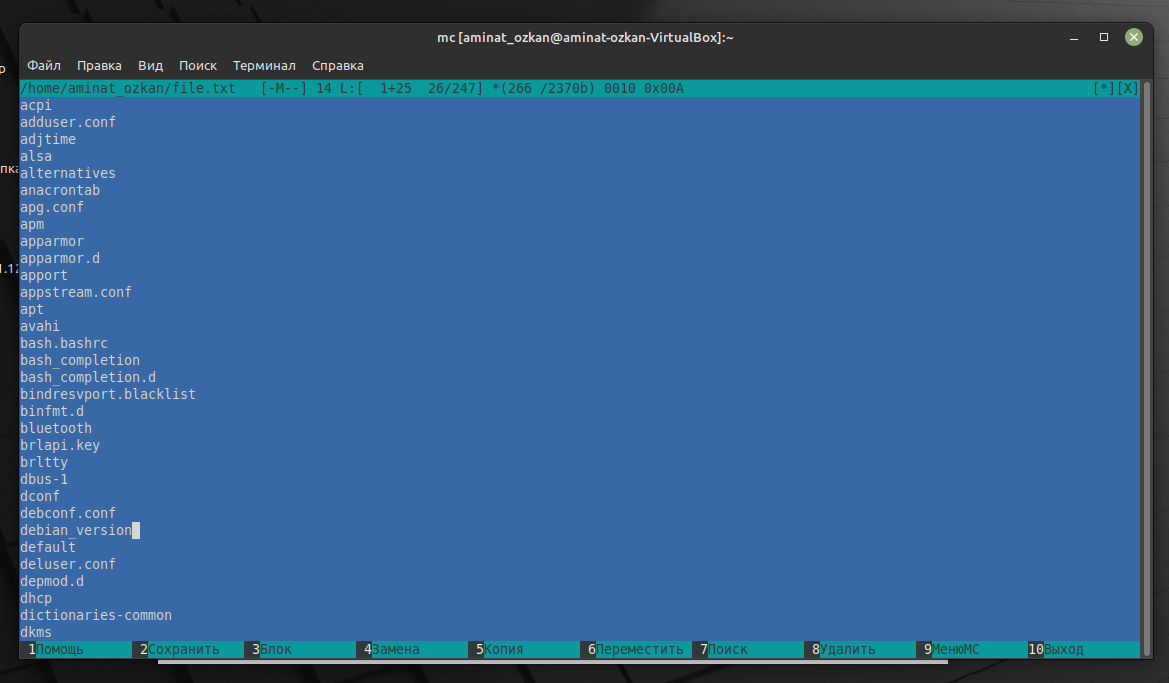 mc [aminat_ozkan@aminat-ozkan-VirtualBox]:~
Файл Правка Вид Поиск Терминал Справка
/home/aminat_ozkan/file.txt [-M--] 14 L:[ 1+25 26/247] *(266 /2370b) 0010 0x00A [*][X]
acpi
adduser.conf
adjtime
alsa
alternatives
anacrontab
apg.conf
apm
apparmor
apparmor.d
apport
appstream.conf
apt
avahi
bash.bashrc
bash_completion
bash_completion.d
bindresvport.blacklist
binfmt.d
bluetooth
brlapi.key
brltty
dbus-1
dconf
debconf.conf
debian_version
default
deluser.conf
depmod.d
dhcp
dictionaries-common
dkms
1Помощь 2Сохранить 3Блок 4Замена 5Копия 6Переместить 7Поиск 8Удалить 9МенюМС 10Выход